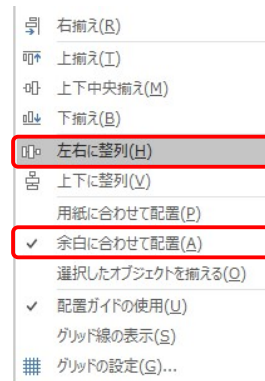 右揃え(R)
上揃え(T)
上下中央揃え(M)
下揃え(B)
左右に整列(H)
上下に整列(V)
用紙に合わせて配置(P)
余白に合わせて配置(A)
選択したオブジェクトを揃える(O)
配置ガイドの使用(U)
グリッド線の表示(S)
グリッドの設定(G)...